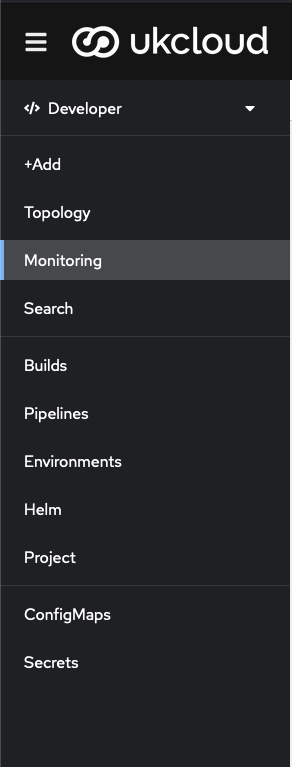 ukcloud
</> Developer
+Add
Topology
Monitoring
Search
Builds
Pipelines
Environments
Helm
Project
ConfigMaps
Secrets